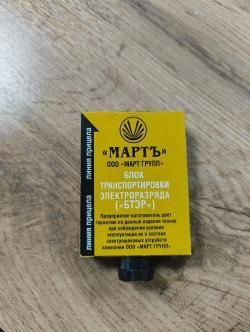 «МАРТЪ»
ООО «МАРТ ГРУПП»
БЛОК
ТРАНСПОРТИРОВКИ
ЭЛЕКТРОРАЗРЯДА
(«БТЭР»)
Предприятие-изготовитель дает
гарантию на данные изделия только
при соблюдении условия
эксплуатации их в составе
электрошоковых устройств
компании ООО "МАРТ ГРУПП"
линия прицела
линия прицела